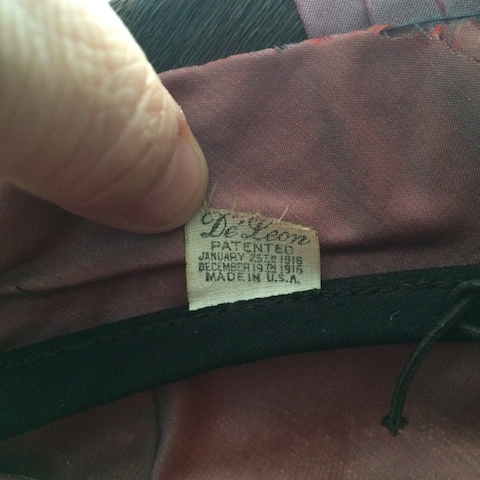 De' Leon
PATENTED
JANUARY 25TH 1916
DECEMBER 19TH 1916
MADE IN U.S.A.